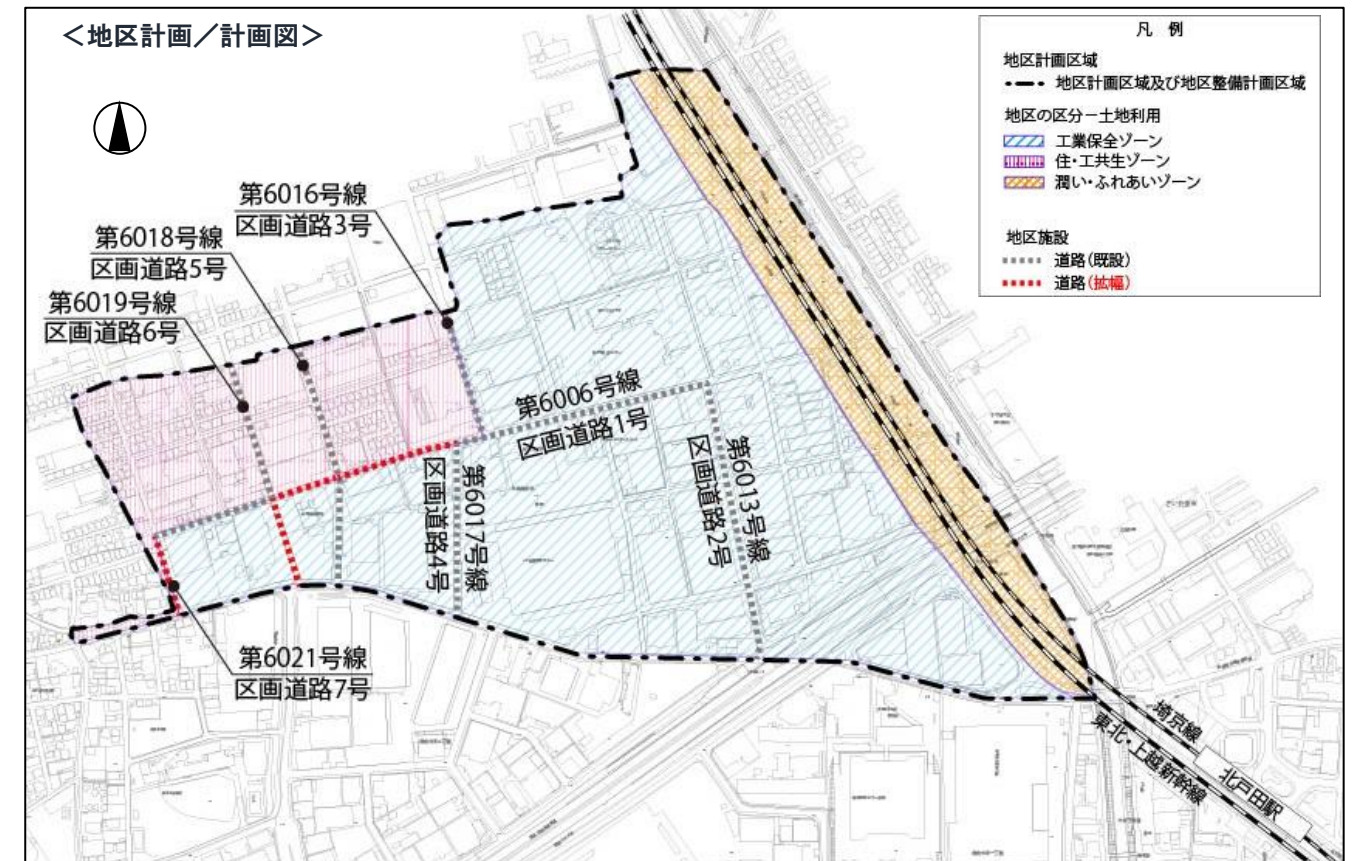 ＜地区計画／計画図＞
凡 例
地区計画区域
地区計画区域及び地区整備計画区域
地区の区分－土地利用
工業保全ゾーン
住・工共生ゾーン
潤い・ふれあいゾーン
地区施設
道路(既設)
道路(拡幅)
第6016号線
区画道路3号
第6018号線
区画道路5号
第6019号線
区画道路6号
第6006号線
区画道路1号
第6013号線
区画道路2号
第6017号線
区画道路4号
第6021号線
区画道路7号
埼京線
東北・上越新幹線
北戸田駅